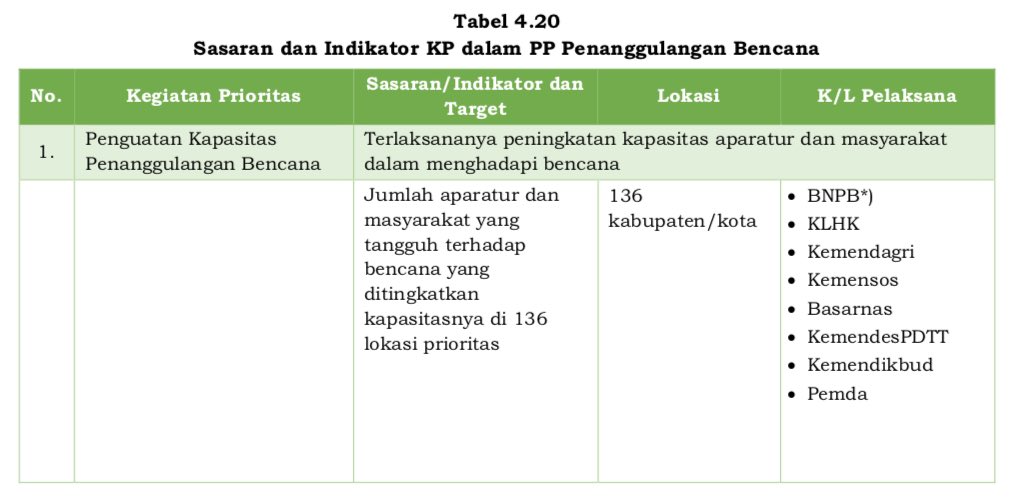 Tabel 4.20
Sasaran dan Indikator KP dalam PP Penanggulangan Bencana
No.
Kegiatan Prioritas
Sasaran/Indikator dan
Target
Lokasi
K/L Pelaksana
1.
Penguatan Kapasitas
Penanggulangan Bencana
Terlaksananya peningkatan kapasitas aparatur dan masyarakat
dalam menghadapi bencana
Jumlah aparatur dan
masyarakat yang
tangguh terhadap
bencana yang
ditingkatkan
kapasitasnya di 136
lokasi prioritas
136
kabupaten/kota
• BNPB*)
• KLHK
• Kemendagri
• Kemensos
• Basarnas
• KemendesPDTT
• Kemendikbud
• Pemda